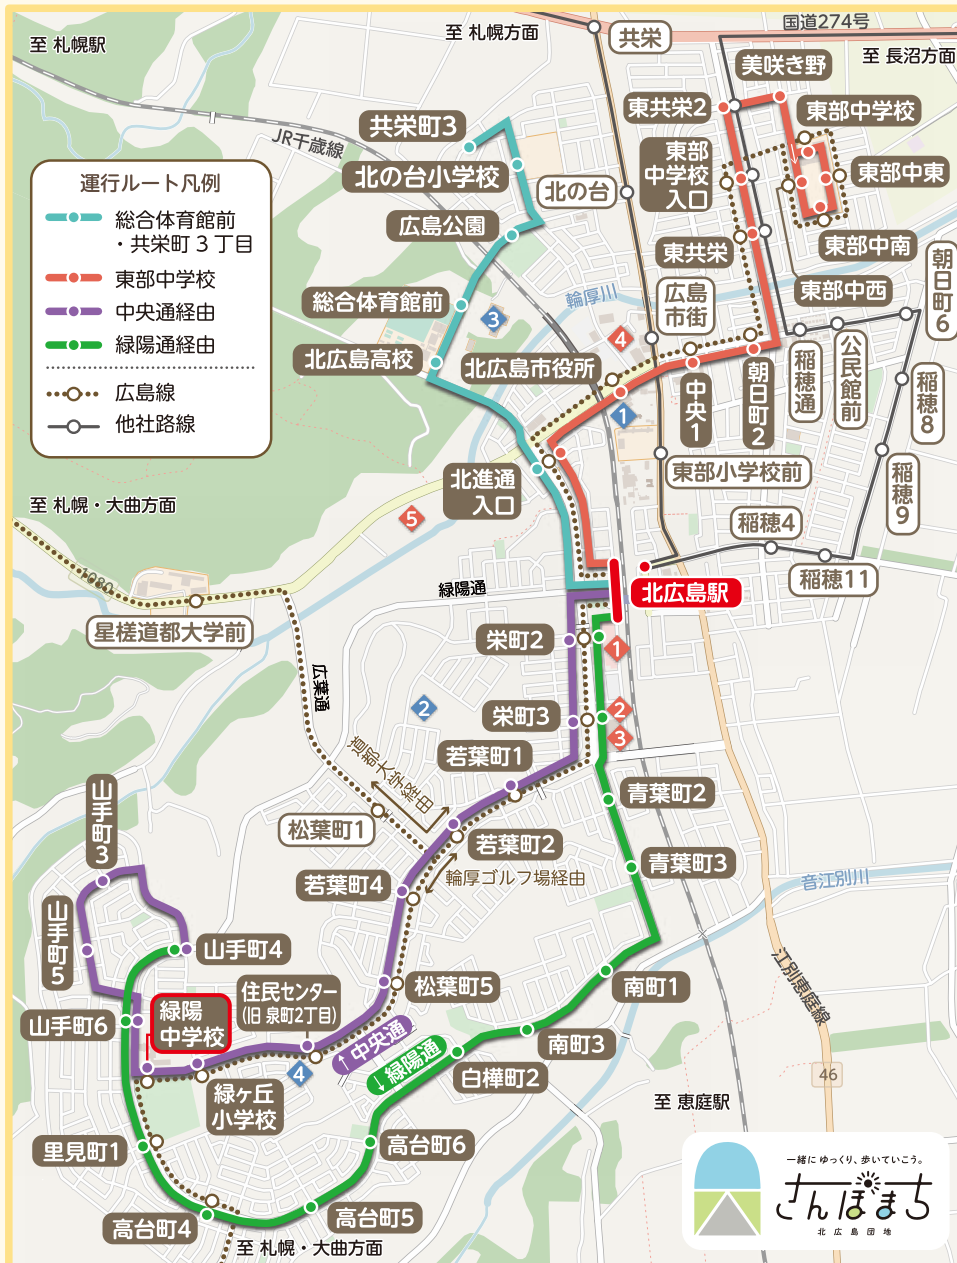 国道274号
至 札幌駅
至 札幌方面
共栄
至 長沼方面
美咲き野
東共栄2
東部中学校
共栄町3
JR千歳線
東部
中学校
入口
北の台小学校
北の台
東部中東
運行ルート凡例
総合体育館前
・共栄町3丁目
東部中学校
中央通経由
緑陽通経由
広島線
他社路線
広島公園
東共栄
東部中南
朝日町6
輪厚川
広島
市街
東部中西
総合体育館前
3
4
北広島高校
北広島市役所
稲穂通
公民館前
稲穂8
1
中央1
朝日町2
東部小学校前
稲穂9
北進通
入口
至 札幌・大曲方面
5
稲穂4
稲穂11
1080
緑陽通
北広島駅
星槎道都大学前
栄町2
1
広葉通
2
栄町3
2
3
若葉町1
道都大学経由
青葉町2
山手町3
松葉町1
若葉町2
青葉町3
若葉町4
輪厚ゴルフ場経由
音江別川
山手町5
山手町4
江別恵庭線
松葉町5
南町1
住民センター
(旧 泉町2丁目)
緑陽
中学校
山手町6
↑中央通
南町3
↓緑陽通
4
白樺町2
46
緑ヶ丘
小学校
至 恵庭駅
里見町1
高台町6
一緒に ゆっくり、歩いていこう。
さんぽまち
北広島団地
高台町4
高台町5
至 札幌・大曲方面